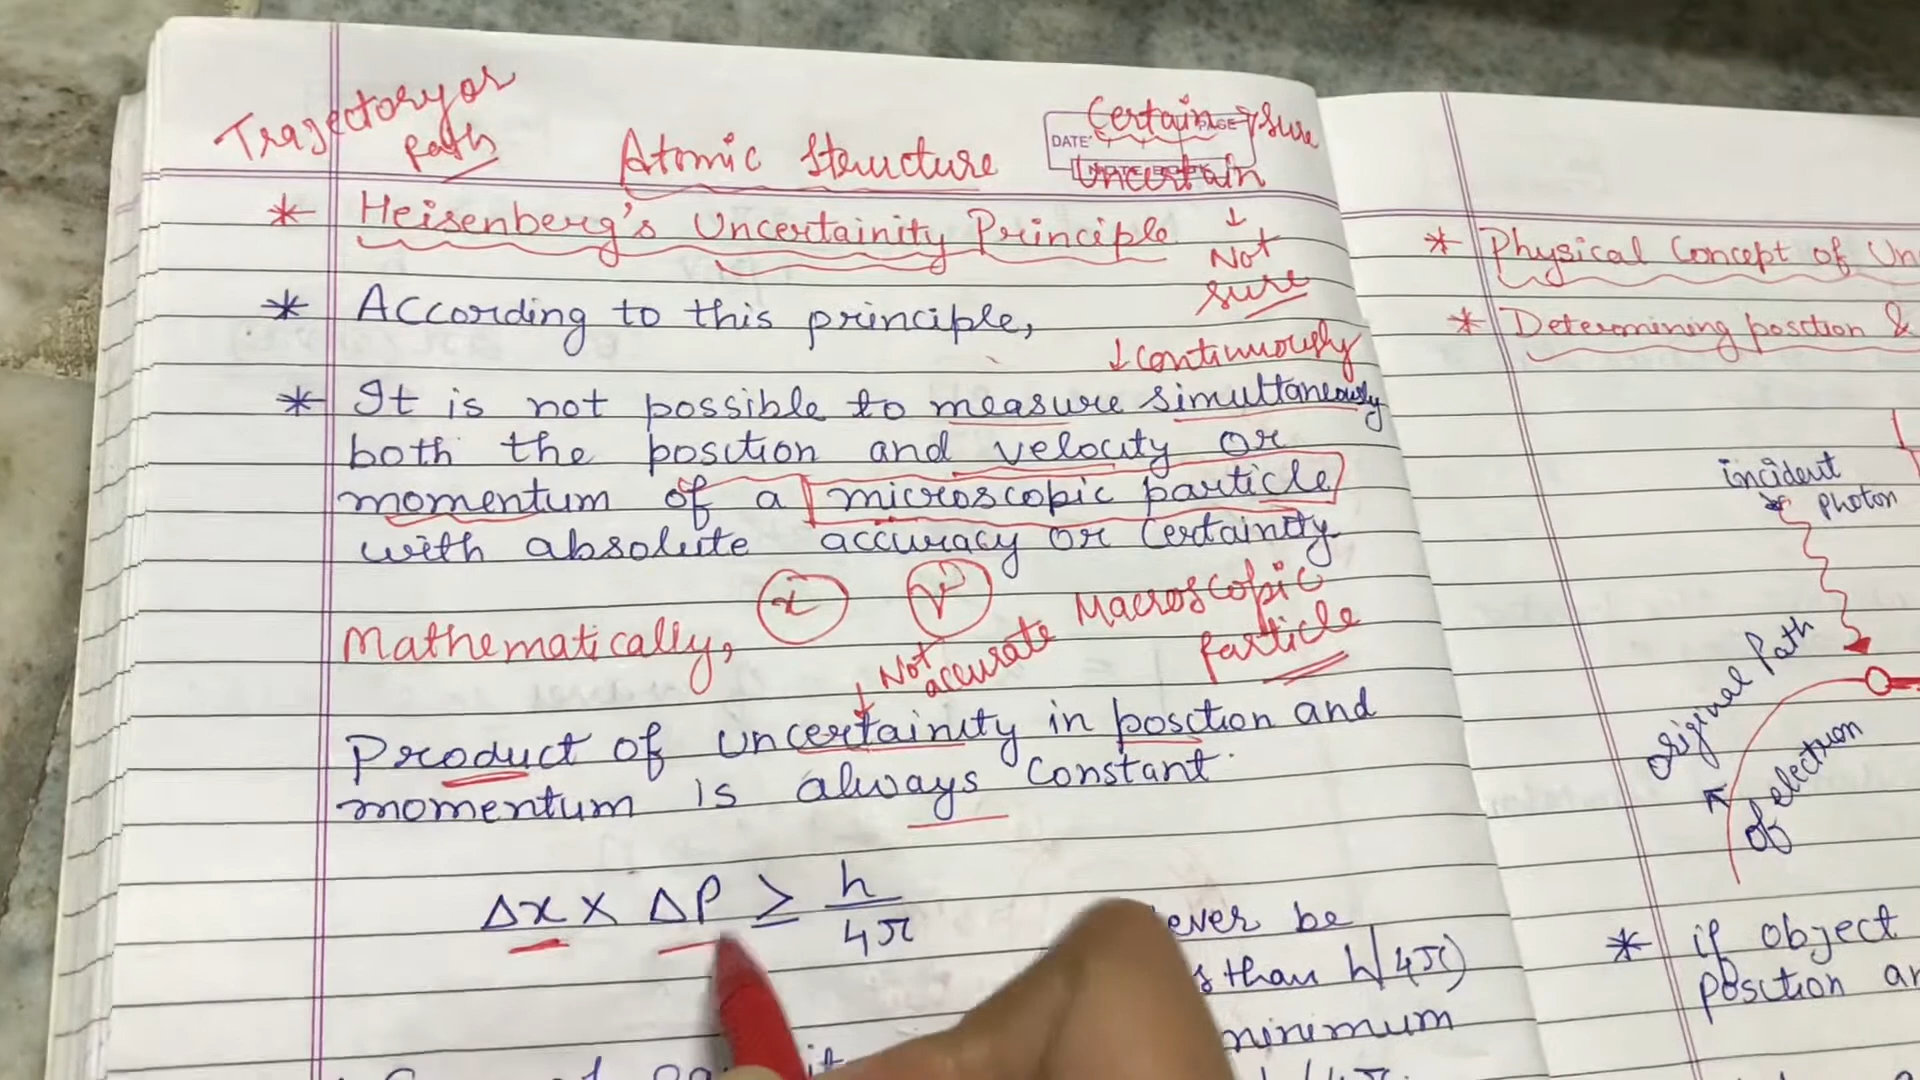 Trajectory or
path
Atomic Structure
Certain → Sure
DATE PAGE
Uncertain
↓
Not
sure
* Heisenberg's Uncertainity Principle
* According to this principle,
↓ continuously
* It is not possible to measure simultaneously
both the position and velocity or
momentum of a microscopic particle
with absolute accuracy or certainity
x v
Mathematically,
Not
accurate
Macroscopic
particle
Product of uncertainity in position and
momentum is always constant.
Δx × ΔP ≥ h/4π
ever be
than h/4π)
minimum
* Physical Concept of Un
* Determining position &
incident
photon
original Path
of electron
* if object
position